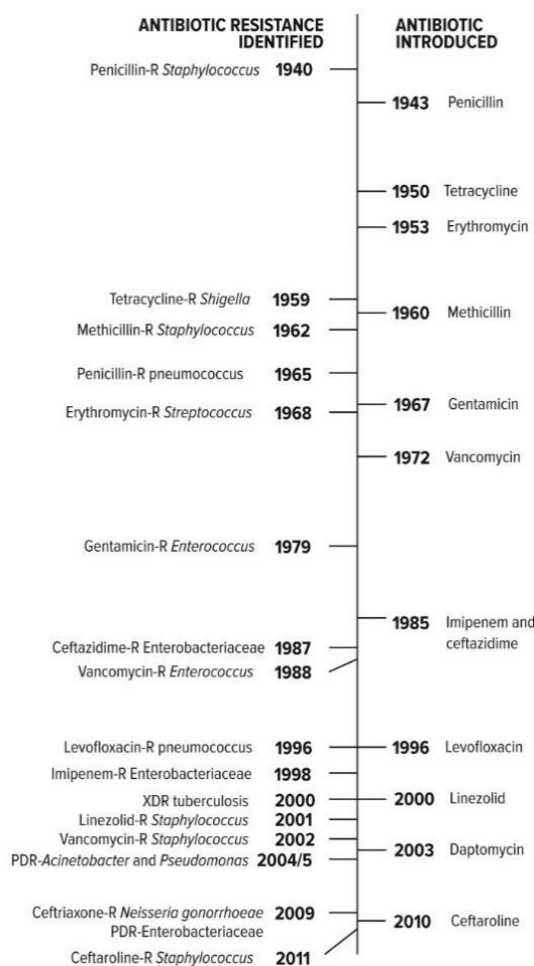 ANTIBIOTIC RESISTANCE
IDENTIFIED
ANTIBIOTIC
INTRODUCED
Penicillin-R Staphylococcus 1940
1943 Penicillin
1950 Tetracycline
1953 Erythromycin
Tetracycline-R Shigella 1959
1960 Methicillin
Methicillin-R Staphylococcus 1962
Penicillin-R pneumococcus 1965
1967 Gentamicin
Erythromycin-R Streptococcus 1968
1972 Vancomycin
Gentamicin-R Enterococcus 1979
1985 Imipenem and
ceftazidime
Ceftazidime-R Enterobacteriaceae 1987
Vancomycin-R Enterococcus 1988
Levofloxacin-R pneumococcus 1996
1996 Levofloxacin
Imipenem-R Enterobacteriaceae 1998
XDR tuberculosis 2000
2000 Linezolid
Linezolid-R Staphylococcus 2001
Vancomycin-R Staphylococcus 2002
2003 Daptomycin
PDR-Acinetobacter and Pseudomonas 2004/5
Ceftriaxone-R Neisseria gonorrhoeae 2009
PDR-Enterobacteriaceae
2010 Ceftaroline
Ceftaroline-R Staphylococcus 2011